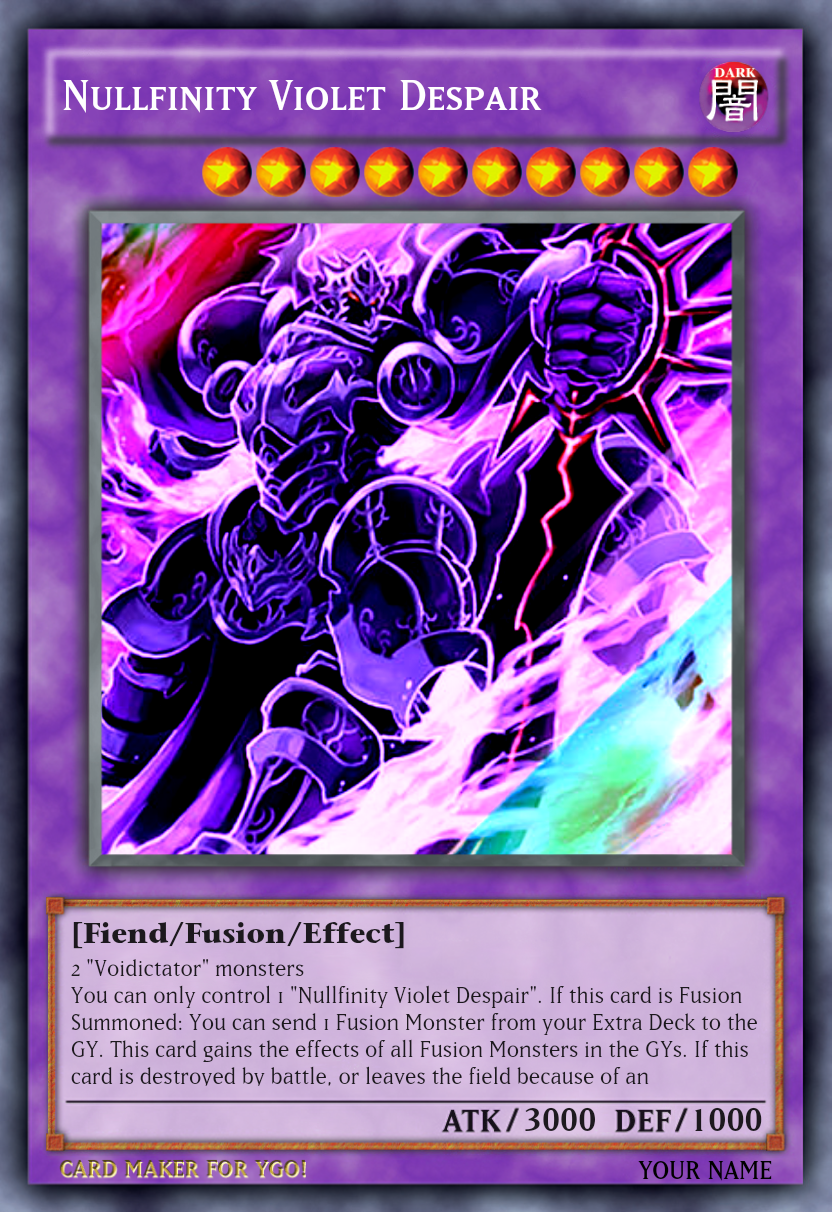 Nullfinity Violet Despair
DARK
闇
[Fiend/Fusion/Effect]
2 "Voidictator" monsters
You can only control 1 "Nullfinity Violet Despair". If this card is Fusion
Summoned: You can send 1 Fusion Monster from your Extra Deck to the
GY. This card gains the effects of all Fusion Monsters in the GYs. If this
card is destroyed by battle, or leaves the field because of an
ATK/3000 DEF/1000
CARD MAKER FOR YGO!
YOUR NAME